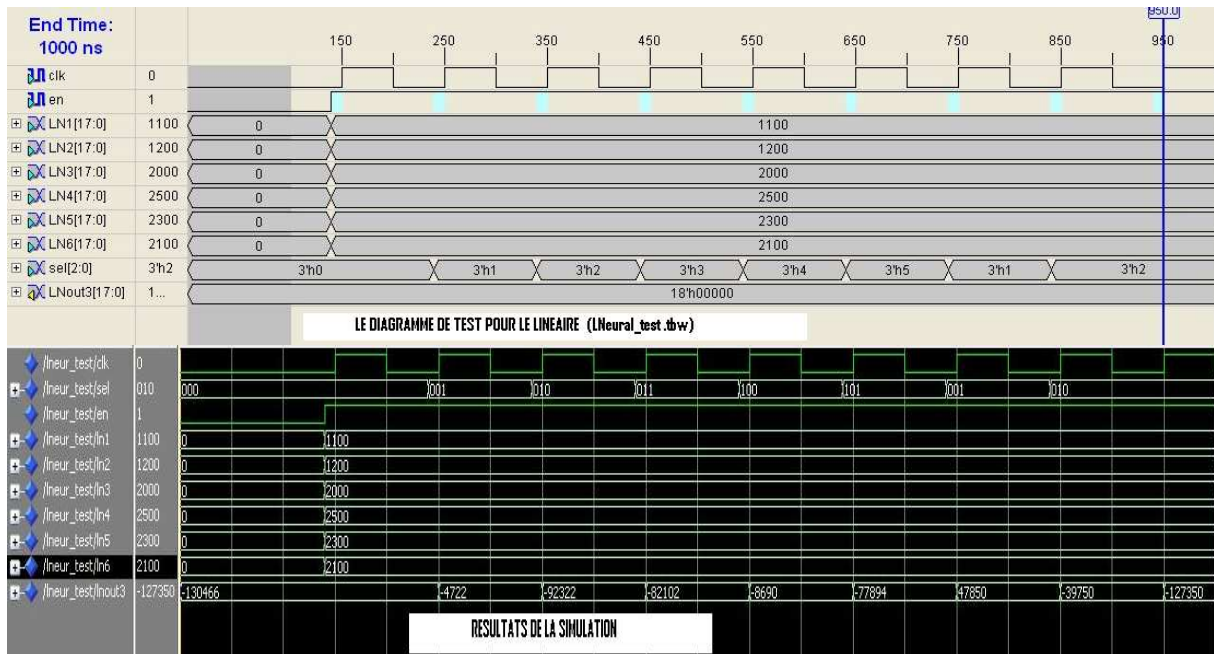 950.0
End Time:
1000 ns
150 250 350 450 550 650 750 850 950
clk 0
en 1
LN1[17:0] 1100 0 1100
LN2[17:0] 1200 0 1200
LN3[17:0] 2000 0 2000
LN4[17:0] 2500 0 2500
LN5[17:0] 2300 0 2300
LN6[17:0] 2100 0 2100
sel[2:0] 3'h2 3'h0 3'h1 3'h2 3'h3 3'h4 3'h5 3'h1 3'h2
LNout3[17:0] 1... 18'h00000
LE DIAGRAMME DE TEST POUR LE LINEAIRE (LNeural_test.tbw)
/lneur_test/clk 0
/lneur_test/sel 010 000 001 010 011 100 101 001 010
/lneur_test/en 1
/lneur_test/ln1 1100 0 1100
/lneur_test/ln2 1200 0 1200
/lneur_test/ln3 2000 0 2000
/lneur_test/ln4 2500 0 2500
/lneur_test/ln5 2300 0 2300
/lneur_test/ln6 2100 0 2100
/lneur_test/lnout3 -127350 -130466 -4722 -92322 -82102 -8690 -77894 47850 -39750 -127350
RESULTATS DE LA SIMULATION